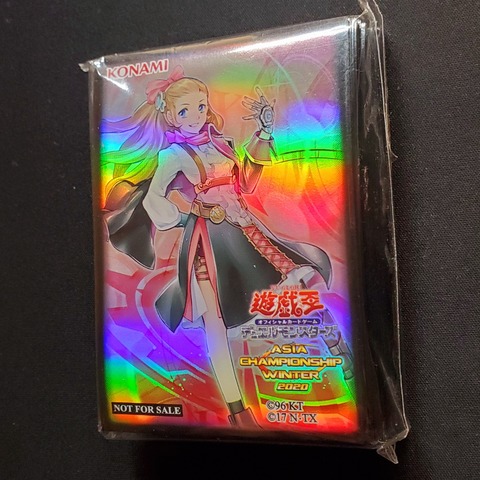 KONAMI
遊戯王
オフィシャルカードゲーム
デュエルモンスターズ
ASIA
CHAMPIONSHIP
WINTER
2020
NOT FOR SALE
©96 KT
©17 N-TX